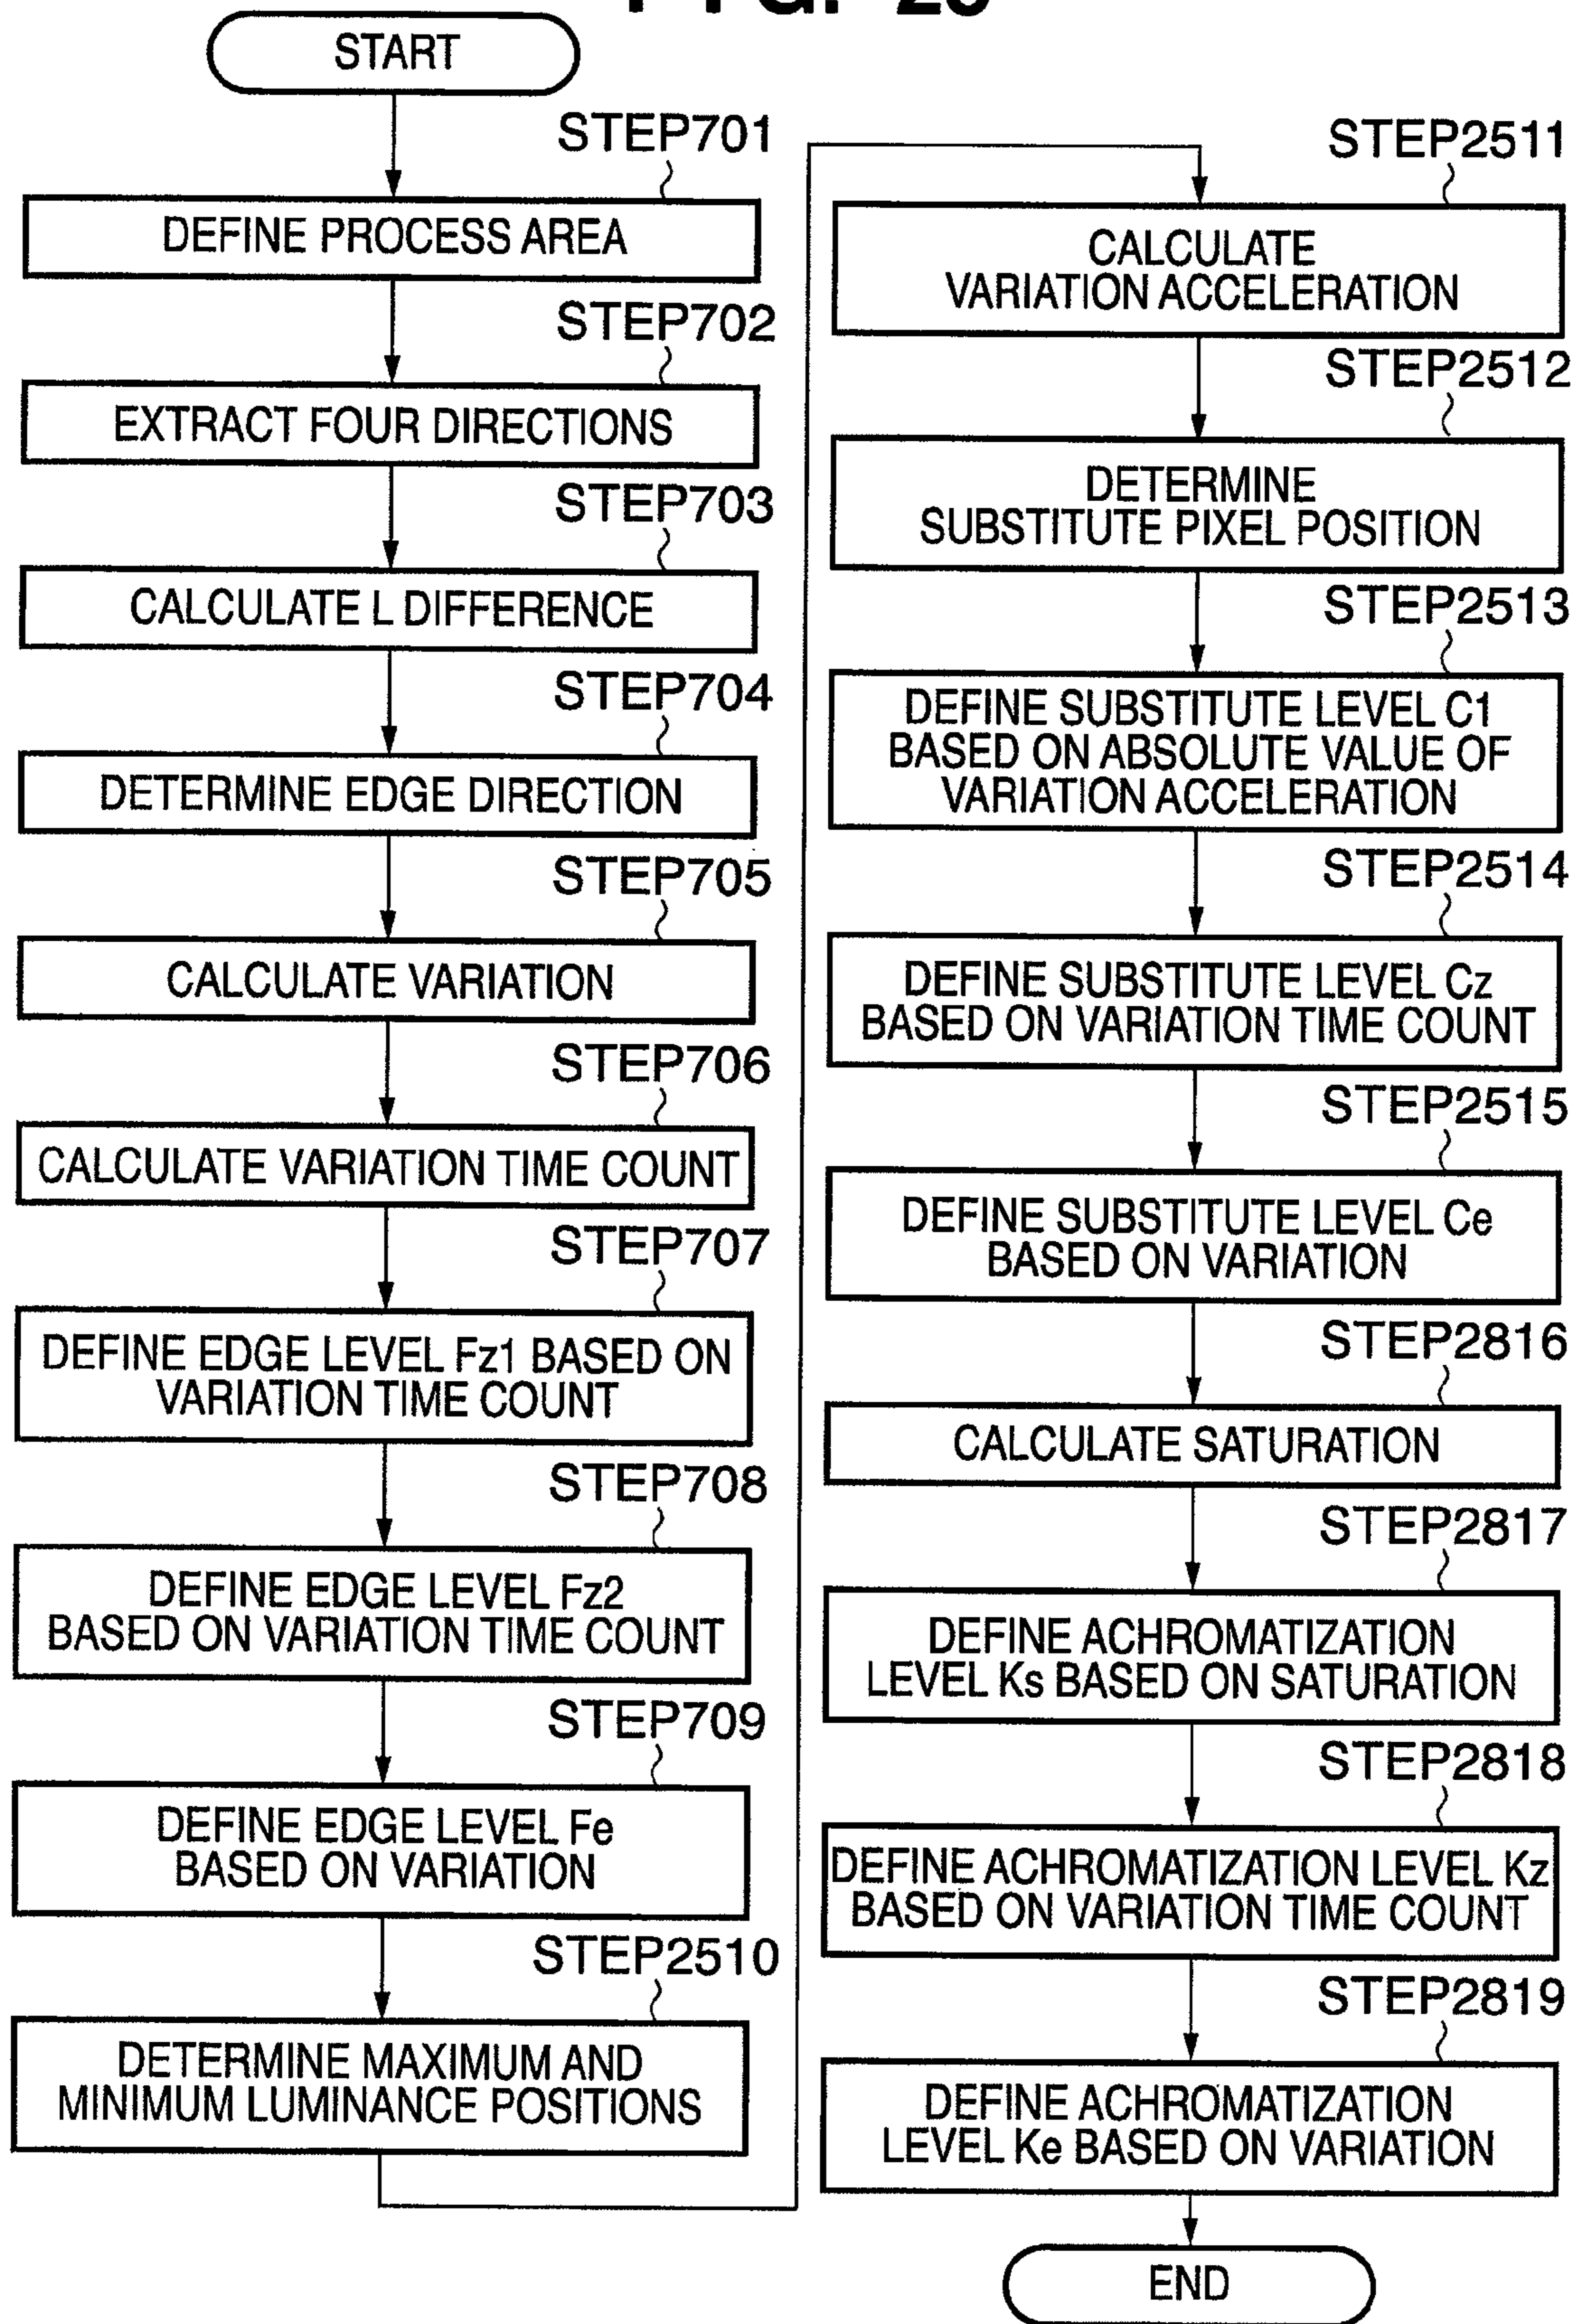 FIG.
START
STEP701
DEFINE PROCESS AREA
STEP702
EXTRACT FOUR DIRECTIONS
STEP703
CALCULATE L DIFFERENCE
STEP704
DETERMINE EDGE DIRECTION
STEP705
CALCULATE VARIATION
STEP706
CALCULATE VARIATION TIME COUNT
STEP707
DEFINE EDGE LEVEL Fz1 BASED ON
VARIATION TIME COUNT
STEP708
DEFINE EDGE LEVEL Fz2
BASED ON VARIATION TIME COUNT
STEP709
DEFINE EDGE LEVEL Fe
BASED ON VARIATION
STEP2510
DETERMINE MAXIMUM AND
MINIMUM LUMINANCE POSITIONS
STEP2511
CALCULATE
VARIATION ACCELERATION
STEP2512
DETERMINE
SUBSTITUTE PIXEL POSITION
STEP2513
DEFINE SUBSTITUTE LEVEL C1
BASED ON ABSOLUTE VALUE OF
VARIATION ACCELERATION
STEP2514
DEFINE SUBSTITUTE LEVEL Cz
BASED ON VARIATION TIME COUNT
STEP2515
DEFINE SUBSTITUTE LEVEL Ce
BASED ON VARIATION
STEP2816
CALCULATE SATURATION
STEP2817
DEFINE ACHROMATIZATION
LEVEL Ks BASED ON SATURATION
STEP2818
DEFINE ACHROMATIZATION LEVEL Kz
BASED ON VARIATION TIME COUNT
STEP2819
DEFINE ACHROMATIZATION
LEVEL Ke BASED ON VARIATION
END